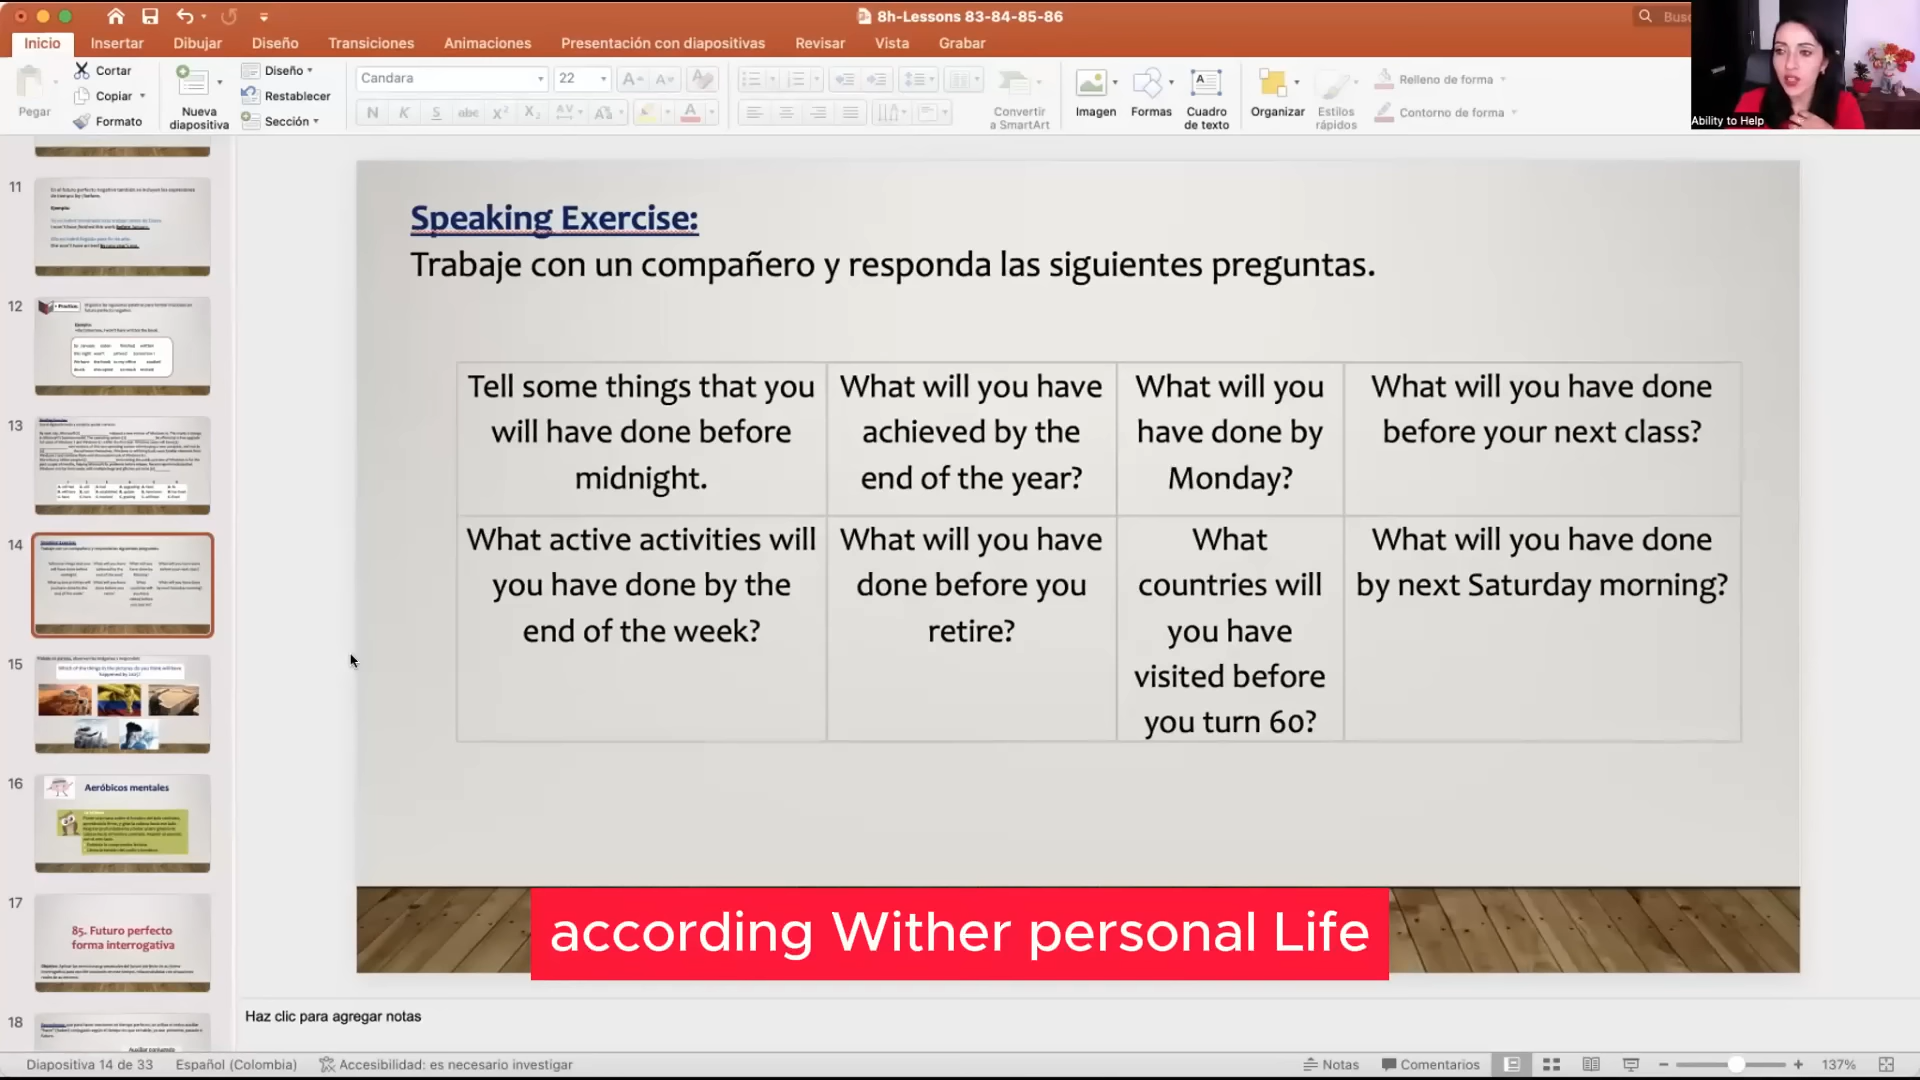 8h-Lessons 83-84-85-86
Inicio Insertar Dibujar Diseño Transiciones Animaciones Presentación con diapositivas Revisar Vista Grabar
Pegar
Cortar
Copiar
Formato
Nueva
diapositiva
Diseño
Restablecer
Sección
Candara 22
Convertir
a SmartArt
Imagen
Formas
Cuadro
de texto
Organizar
Estilos
rápidos
Relleno de forma
Contorno de forma
Ability to Help
11
12
13
14
15
16
Aeróbicos mentales
17
85. Futuro perfecto
forma interrogativa
18
Speaking Exercise:
Trabaje con un compañero y responda las siguientes preguntas.
Tell some things that you
will have done before
midnight.
What will you have
achieved by the
end of the year?
What will you
have done by
Monday?
What will you have done
before your next class?
What active activities will
you have done by the
end of the week?
What will you have
done before you
retire?
What
countries will
you have
visited before
you turn 60?
What will you have done
by next Saturday morning?
according Wither personal Life
Haz clic para agregar notas
Diapositiva 14 de 33 Español (Colombia) Accesibilidad: es necesario investigar Notas Comentarios 137%